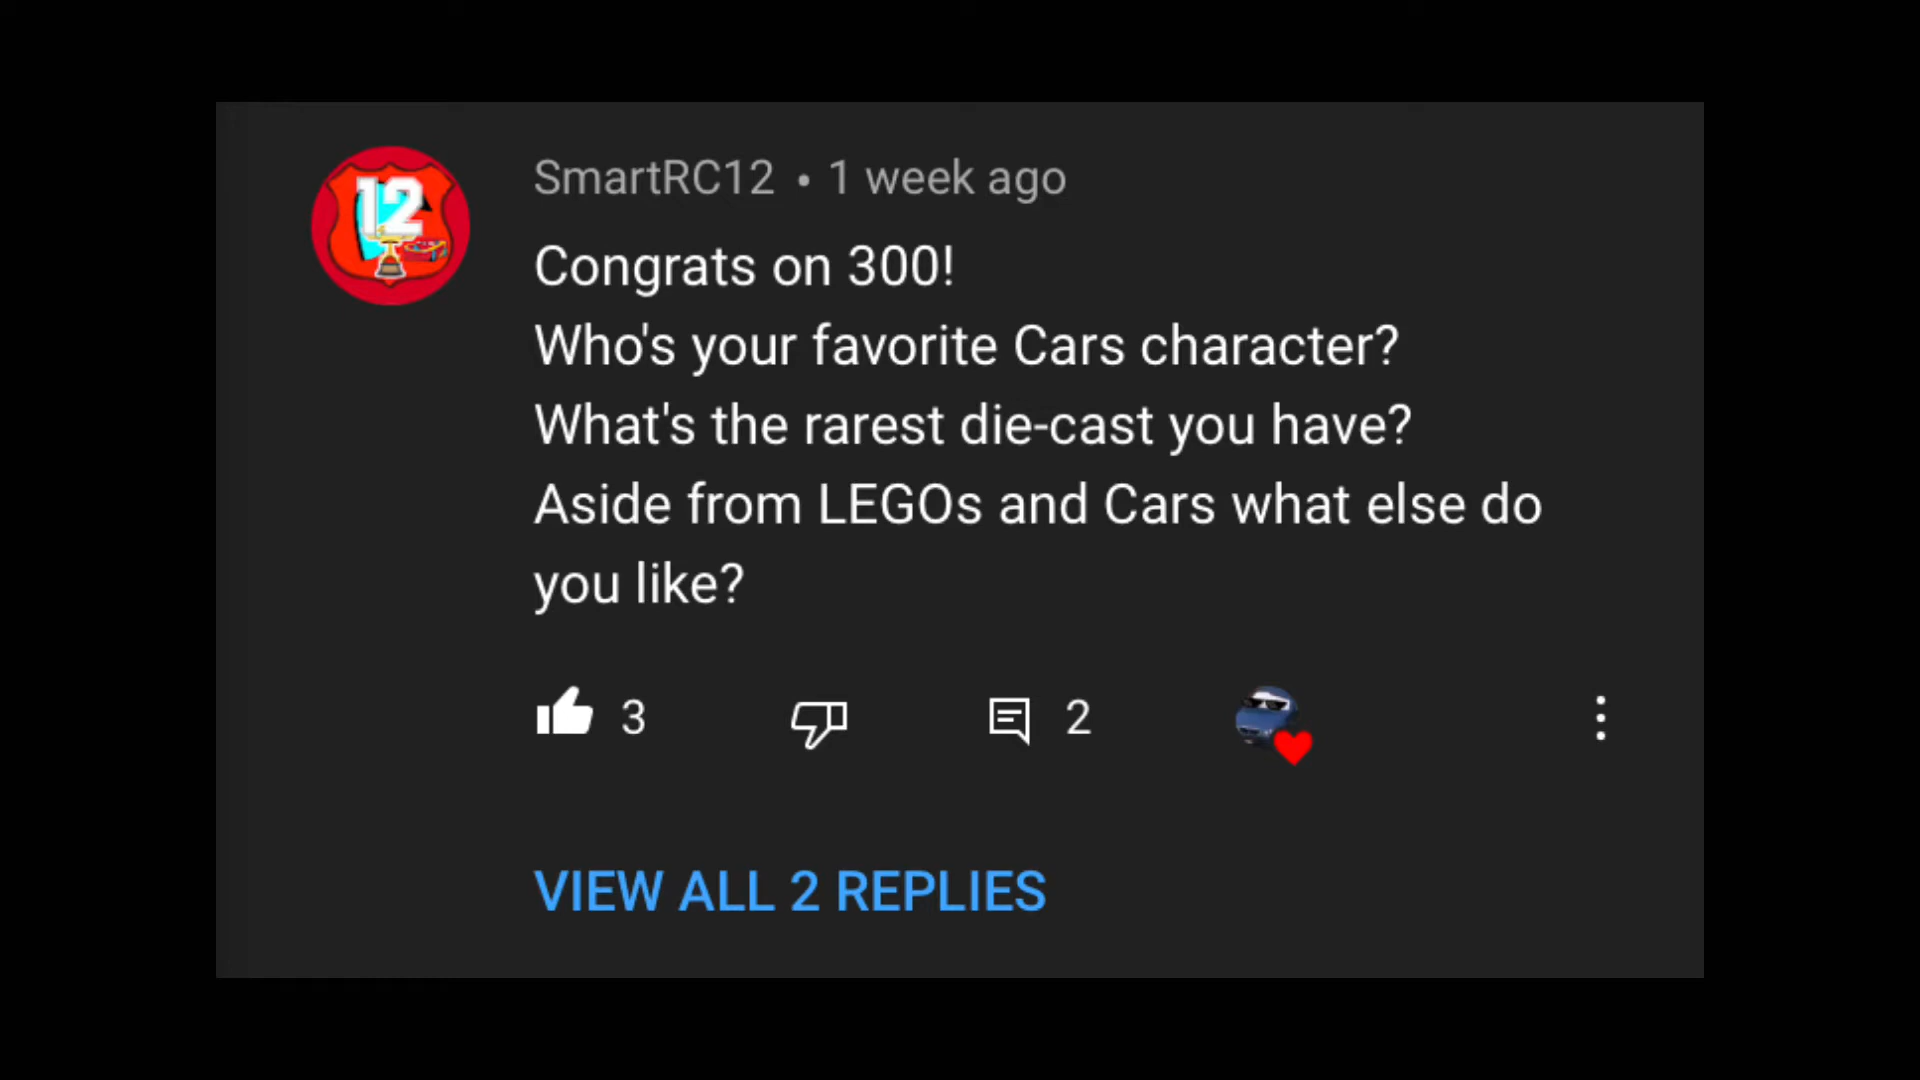 12
SmartRC12 • 1 week ago
Congrats on 300!
Who's your favorite Cars character?
What's the rarest die-cast you have?
Aside from LEGOs and Cars what else do
you like?
3 2
VIEW ALL 2 REPLIES